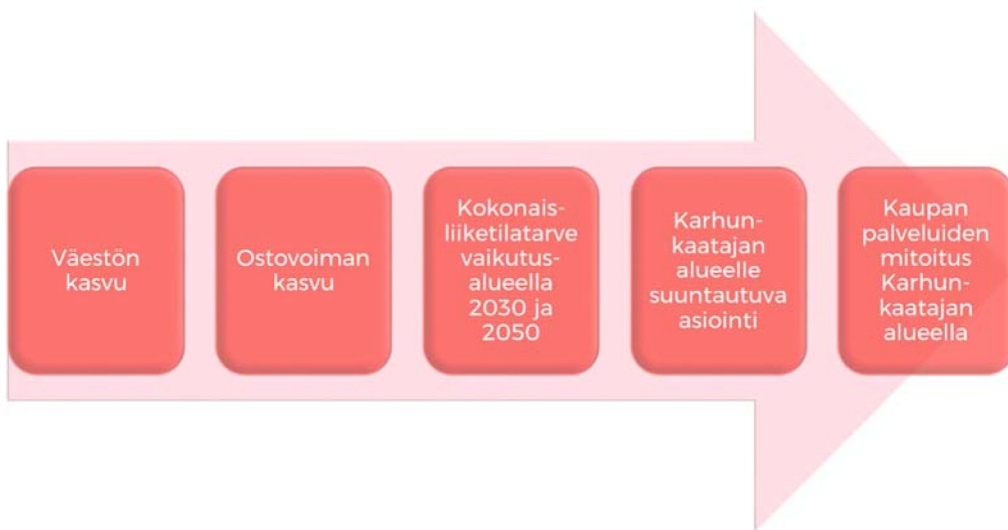 Väestön
kasvu
Ostovoiman
kasvu
Kokonais-
liiketilatarve
vaikutus-
alueella
2030 ja
2050
Karhun-
kaatajan
alueelle
suuntautuva
asiointi
Kaupan
palveluiden
mitoitus
Karhun-
kaatajan
alueella